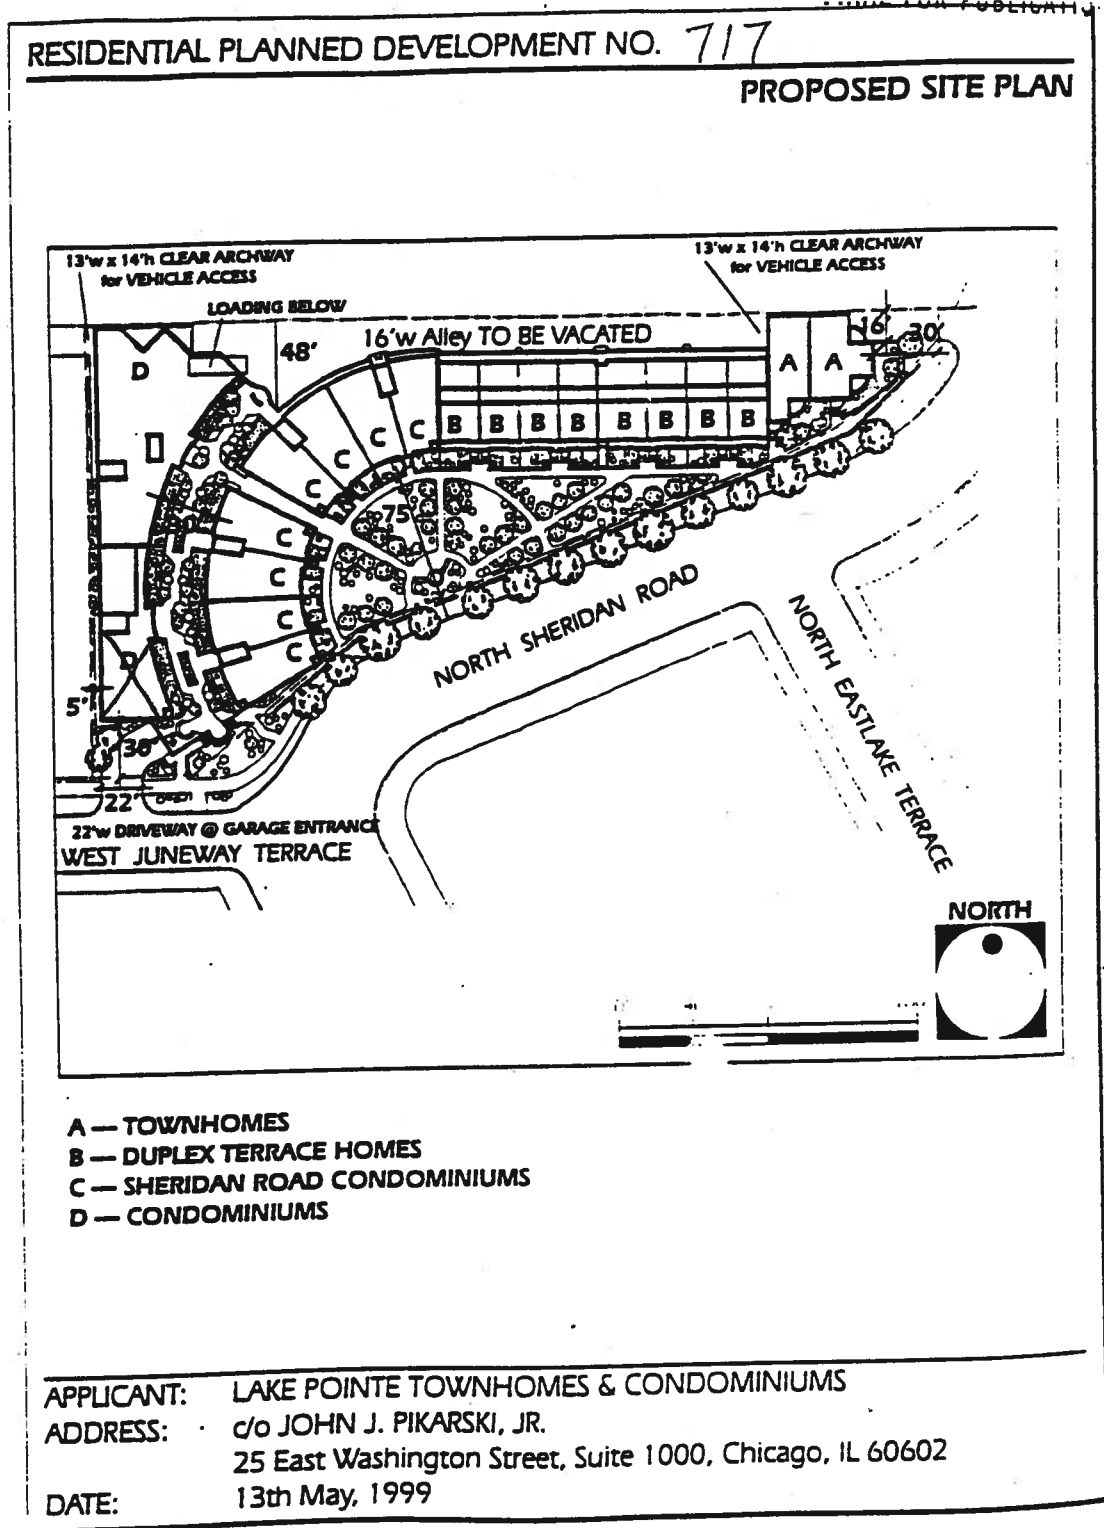 FOR PUBLICATIO
RESIDENTIAL PLANNED DEVELOPMENT NO. 717
PROPOSED SITE PLAN
13'w x 14'h CLEAR ARCHWAY
for VEHICLE ACCESS
LOADING BELOW
13'w x 14'h CLEAR ARCHWAY
for VEHICLE ACCESS
16'w Alley TO BE VACATED
48'
16'
30'
D
A A
C C C C
B B B B B B B B
75
C
C
C
C
D
5'
30'
22'
22'w DRIVEWAY @ GARAGE ENTRANCE
WEST JUNEWAY TERRACE
NORTH SHERIDAN ROAD
NORTH EASTLAKE TERRACE
NORTH
A — TOWNHOMES
B — DUPLEX TERRACE HOMES
C — SHERIDAN ROAD CONDOMINIUMS
D — CONDOMINIUMS
APPLICANT: LAKE POINTE TOWNHOMES & CONDOMINIUMS
ADDRESS: c/o JOHN J. PIKARSKI, JR.
25 East Washington Street, Suite 1000, Chicago, IL 60602
DATE: 13th May, 1999